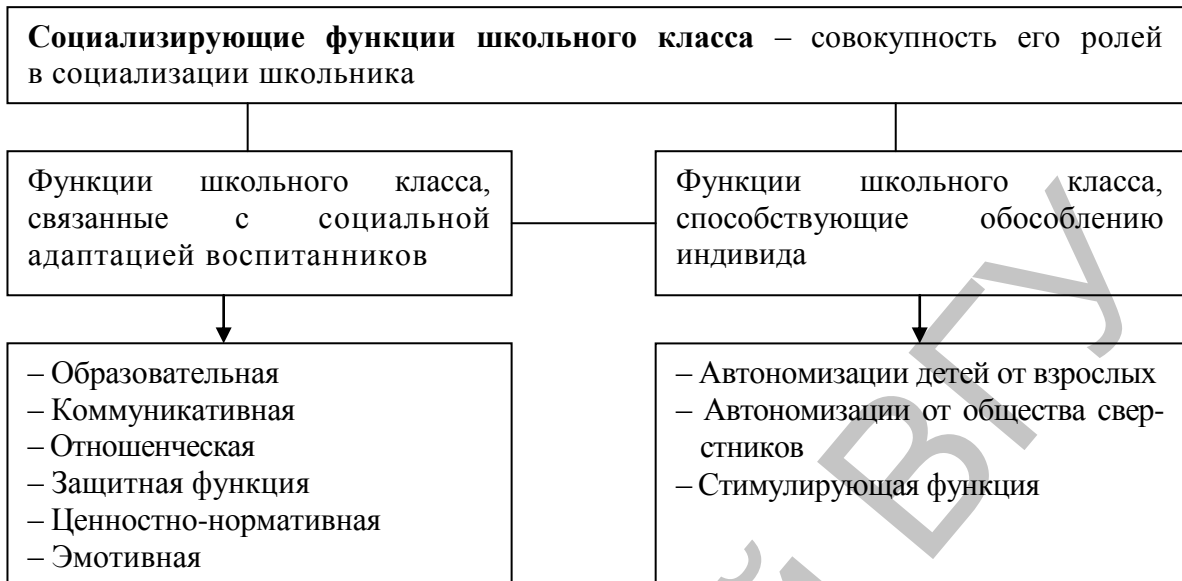 Социализирующие функции школьного класса – совокупность его ролей
в социализации школьника
Функции школьного класса,
связанные с социальной
адаптацией воспитанников
Функции школьного класса,
способствующие обособлению
индивида
– Образовательная
– Коммуникативная
– Отношенческая
– Защитная функция
– Ценностно-нормативная
– Эмотивная
– Автономизации детей от взрослых
– Автономизации от общества свер-
стников
– Стимулирующая функция
ВГУ